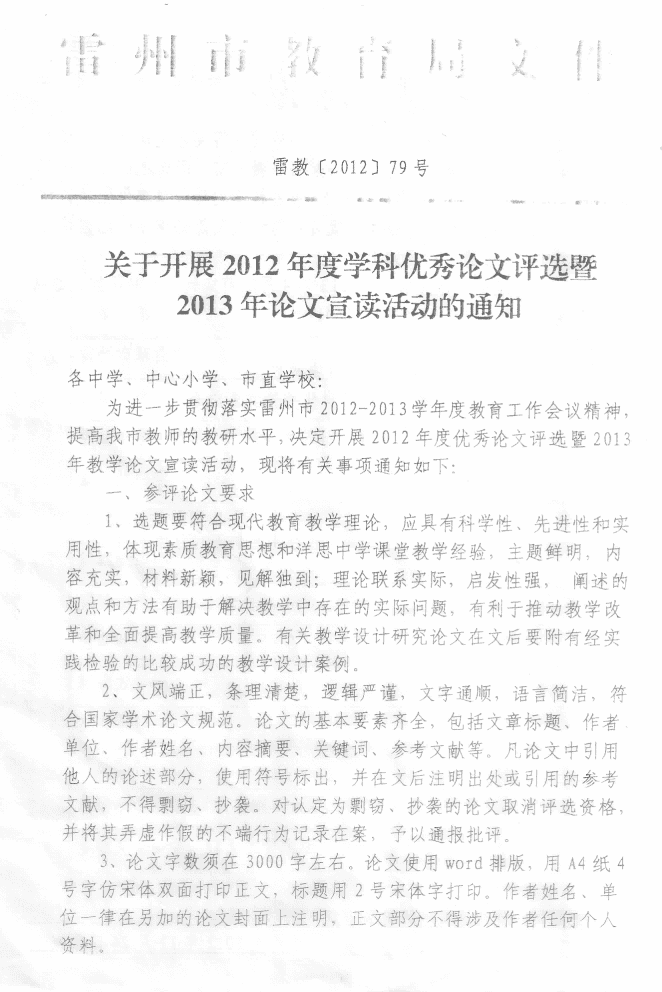 雷州市教育局文件
雷教〔2012〕79号
关于开展2012年度学科优秀论文评选暨
2013年论文宣读活动的通知
各中学、中心小学、市直学校：
为进一步贯彻落实雷州市2012-2013学年度教育工作会议精神，
提高我市教师的教研水平，决定开展2012年度优秀论文评选暨2013
年教学论文宣读活动，现将有关事项通知如下：
一、参评论文要求
1、选题要符合现代教育教学理论，应具有科学性、先进性和实
用性，体现素质教育思想和洋思中学课堂教学经验，主题鲜明，内
容充实，材料新颖，见解独到；理论联系实际，启发性强， 阐述的
观点和方法有助于解决教学中存在的实际问题，有利于推动教学改
革和全面提高教学质量。有关教学设计研究论文在文后要附有经实
践检验的比较成功的教学设计案例。
2、文风端正，条理清楚，逻辑严谨，文字通顺，语言简洁，符
合国家学术论文规范。论文的基本要素齐全，包括文章标题、作者
单位、作者姓名、内容摘要、关键词、参考文献等。凡论文中引用
他人的论述部分，使用符号标出，并在文后注明出处或引用的参考
文献，不得剽窃、抄袭。对认定为剽窃、抄袭的论文取消评选资格，
并将其弄虚作假的不端行为记录在案，予以通报批评。
3、论文字数须在3000字左右。论文使用word排版，用A4纸4
号字仿宋体双面打印正文，标题用2号宋体字打印。作者姓名、单
位一律在另加的论文封面上注明，正文部分不得涉及作者任何个人
资料。